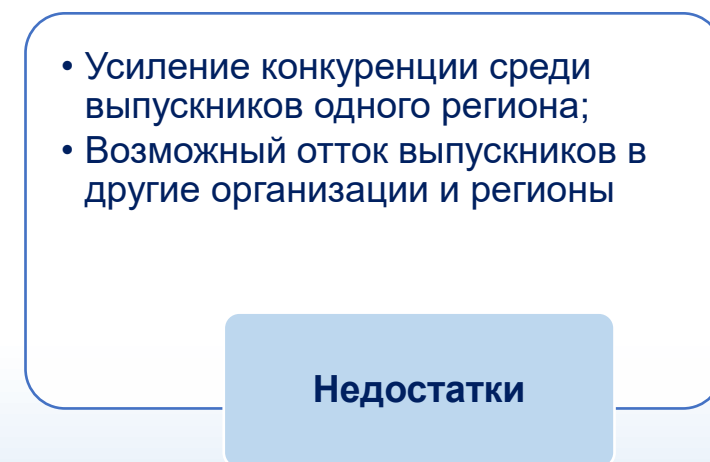 • Усиление конкуренции среди
выпускников одного региона;
• Возможный отток выпускников в
другие организации и регионы
Недостатки